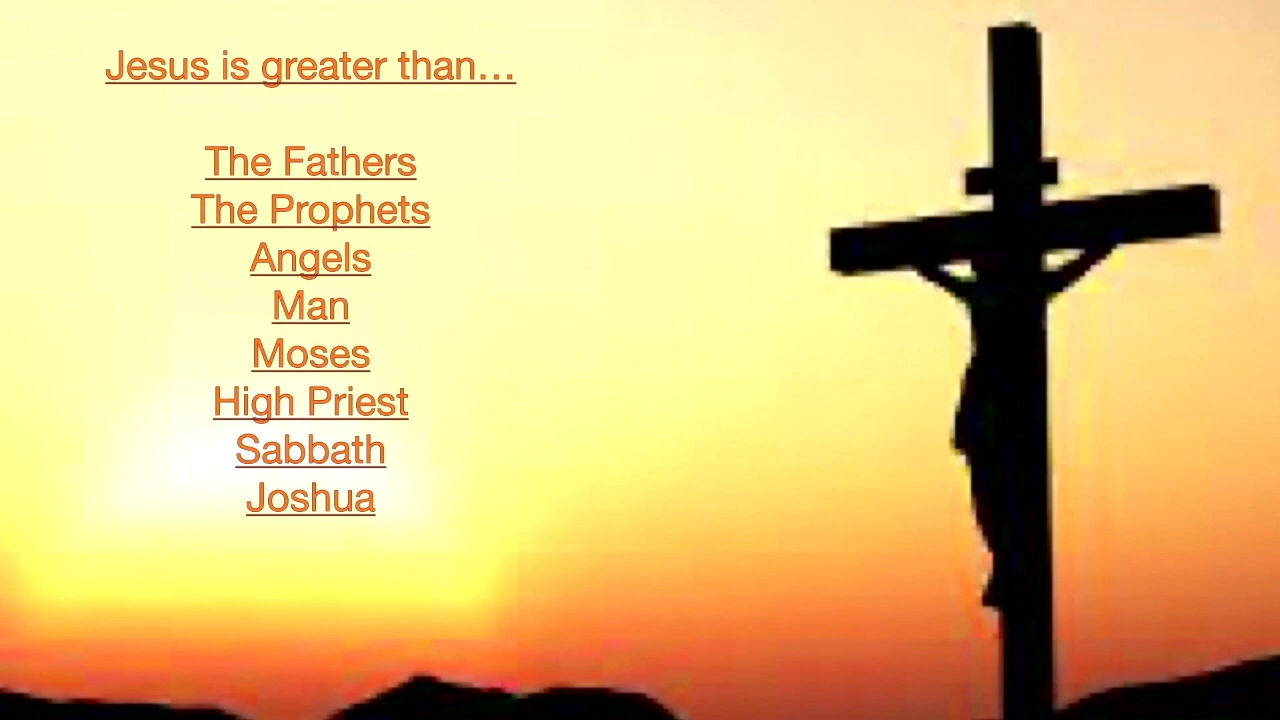 Jesus is greater than…
The Fathers
The Prophets
Angels
Man
Moses
High Priest
Sabbath
Joshua